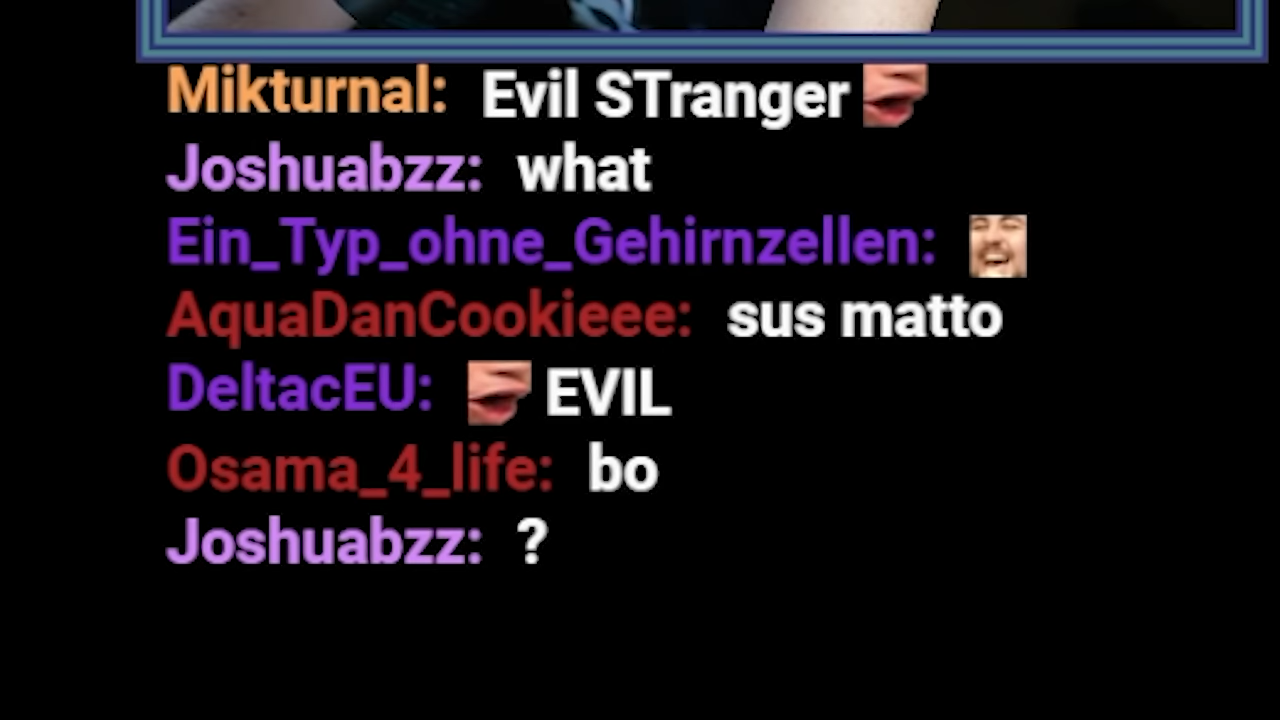 Mikturnal: Evil STranger
Joshuabzz: what
Ein_Typ_ohne_Gehirnzellen:
AquaDanCookieee: sus matto
DeltacEU: EVIL
Osama_4_life: bo
Joshuabzz: ?